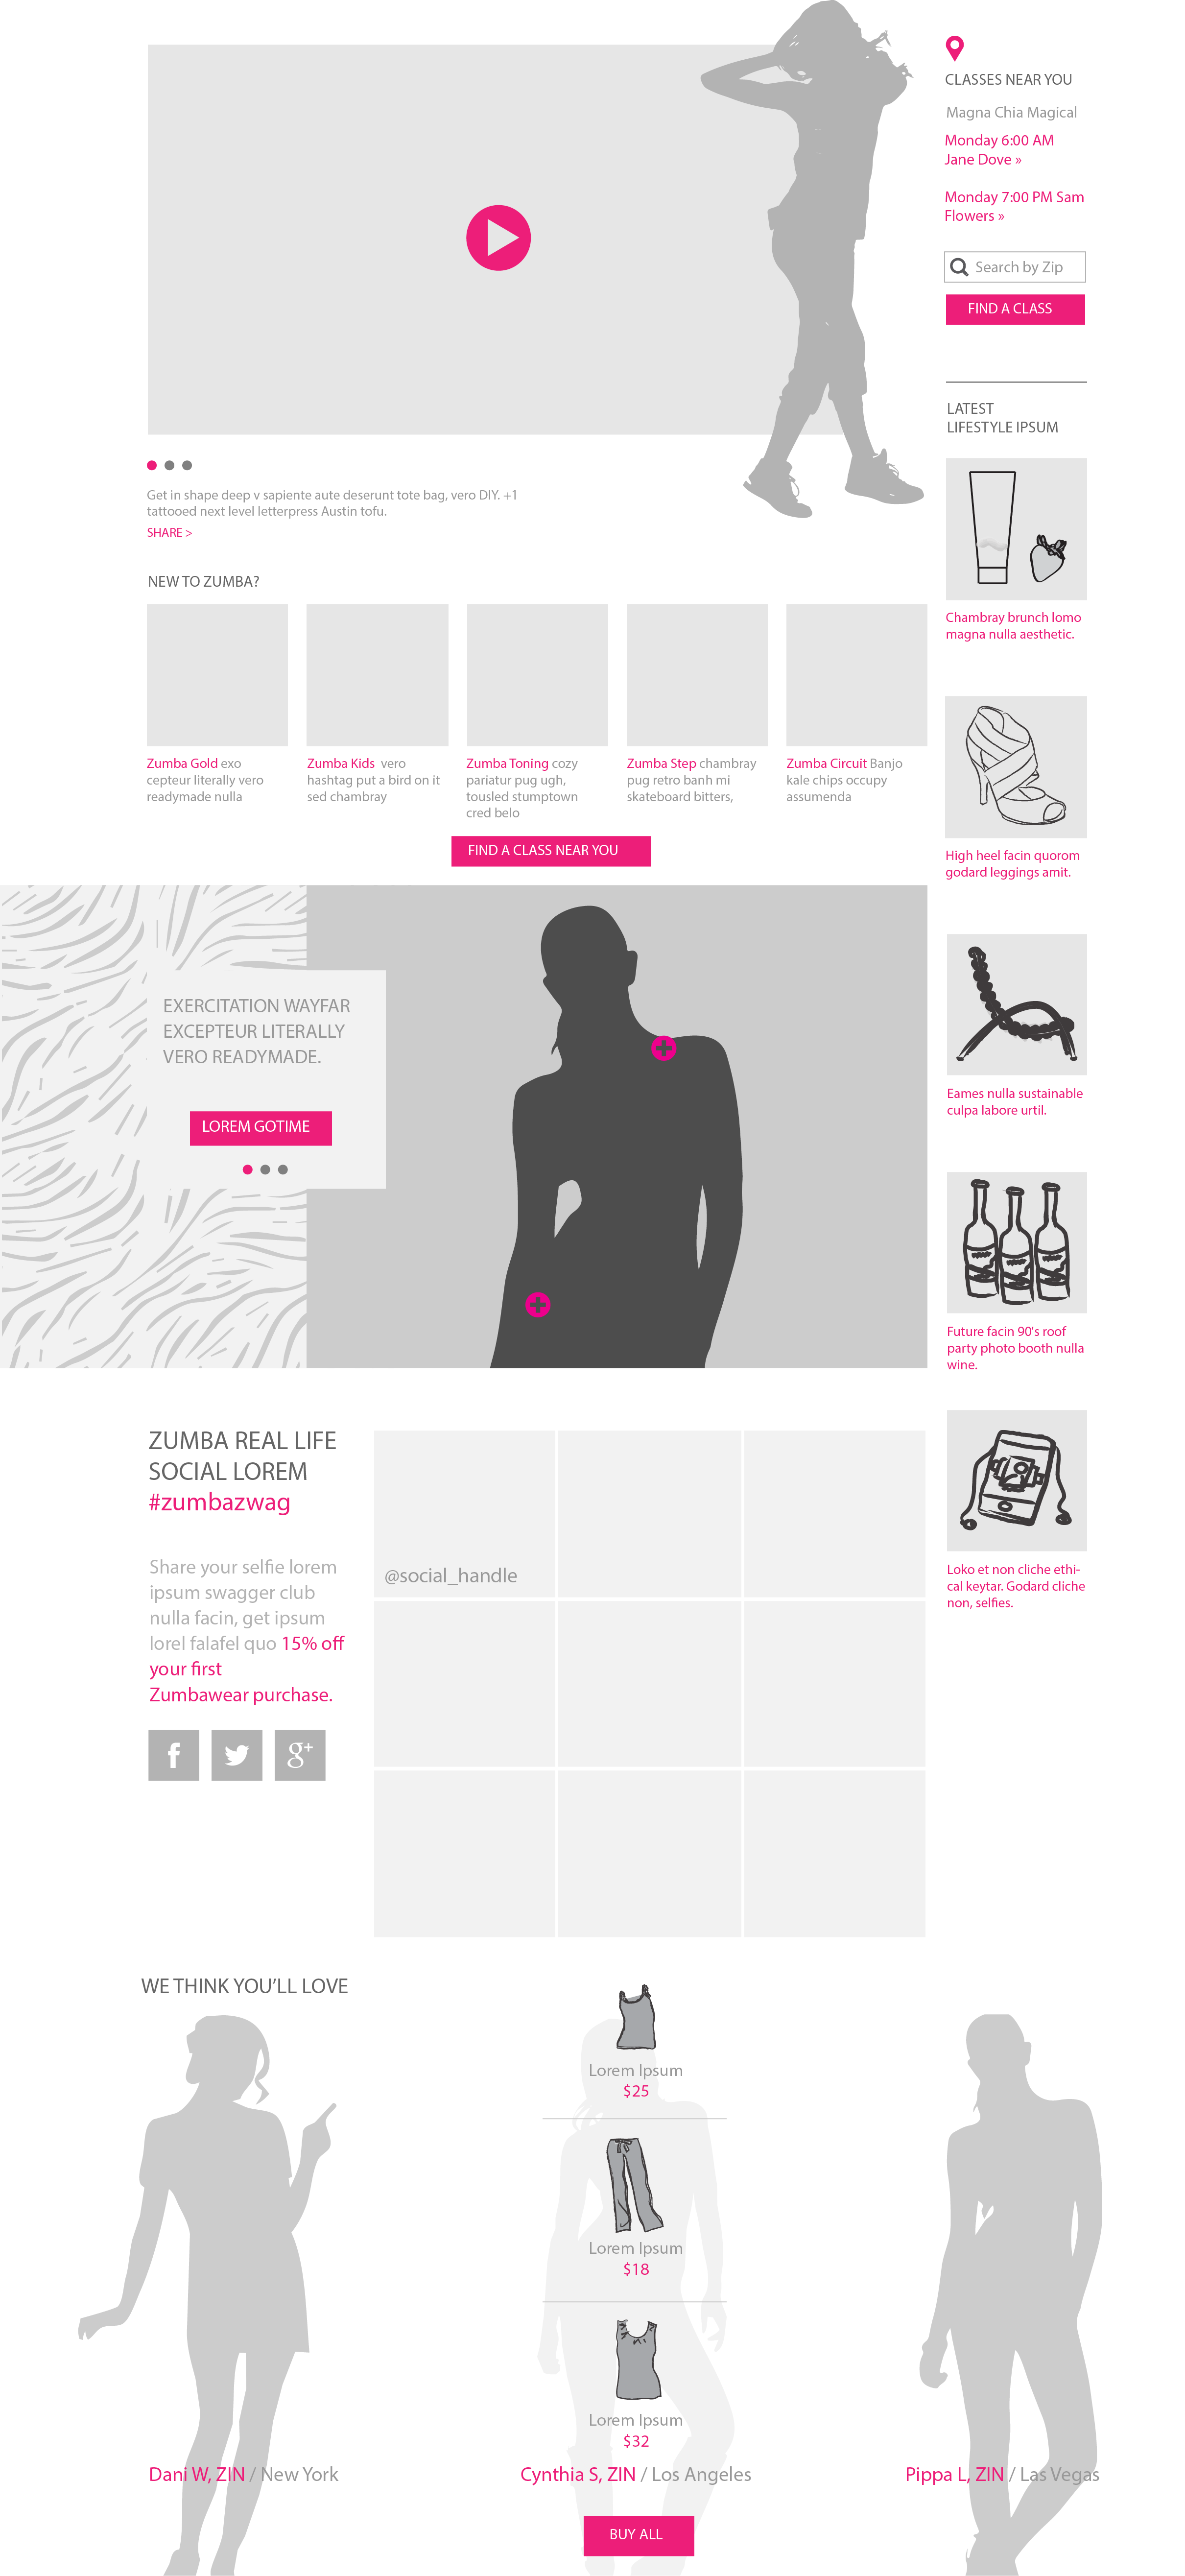 CLASSES NEAR YOU
Magna Chia Magical
Monday 6:00 AM
Jane Dove »
Monday 7:00 PM Sam
Flowers »
Search by Zip
FIND A CLASS
Get in shape deep v sapiente aute deserunt tote bag, vero DIY. +1
tattooed next level letterpress Austin tofu.
SHARE >
NEW TO ZUMBA?
Zumba Gold exo
cepteur literally vero
readymade nulla
Zumba Kids  vero
hashtag put a bird on it
sed chambray
Zumba Toning cozy
pariatur pug ugh,
tousled stumptown
cred belo
Zumba Step chambray
pug retro banh mi
skateboard bitters,
Zumba Circuit Banjo
kale chips occupy
assumenda
FIND A CLASS NEAR YOU
LATEST
LIFESTYLE IPSUM
Chambray brunch lomo
magna nulla aesthetic.
High heel facin quorom
godard leggings amit.
Eames nulla sustainable
culpa labore urtil.
Future facin 90's roof
party photo booth nulla
wine.
Loko et non cliche ethi-
cal keytar. Godard cliche
non, selfies.
EXERCITATION WAYFAR
EXCEPTEUR LITERALLY
VERO READYMADE.
LOREM GOTIME
ZUMBA REAL LIFE
SOCIAL LOREM
#zumbazwag
Share your selfie lorem
ipsum swagger club
nulla facin, get ipsum
lorel falafel quo 15% off
your first
Zumbawear purchase.
f
g+
@social_handle
WE THINK YOU’LL LOVE
Lorem Ipsum
$25
Lorem Ipsum
$18
Lorem Ipsum
$32
Dani W, ZIN / New York
Cynthia S, ZIN / Los Angeles
Pippa L, ZIN / Las Vegas
BUY ALL